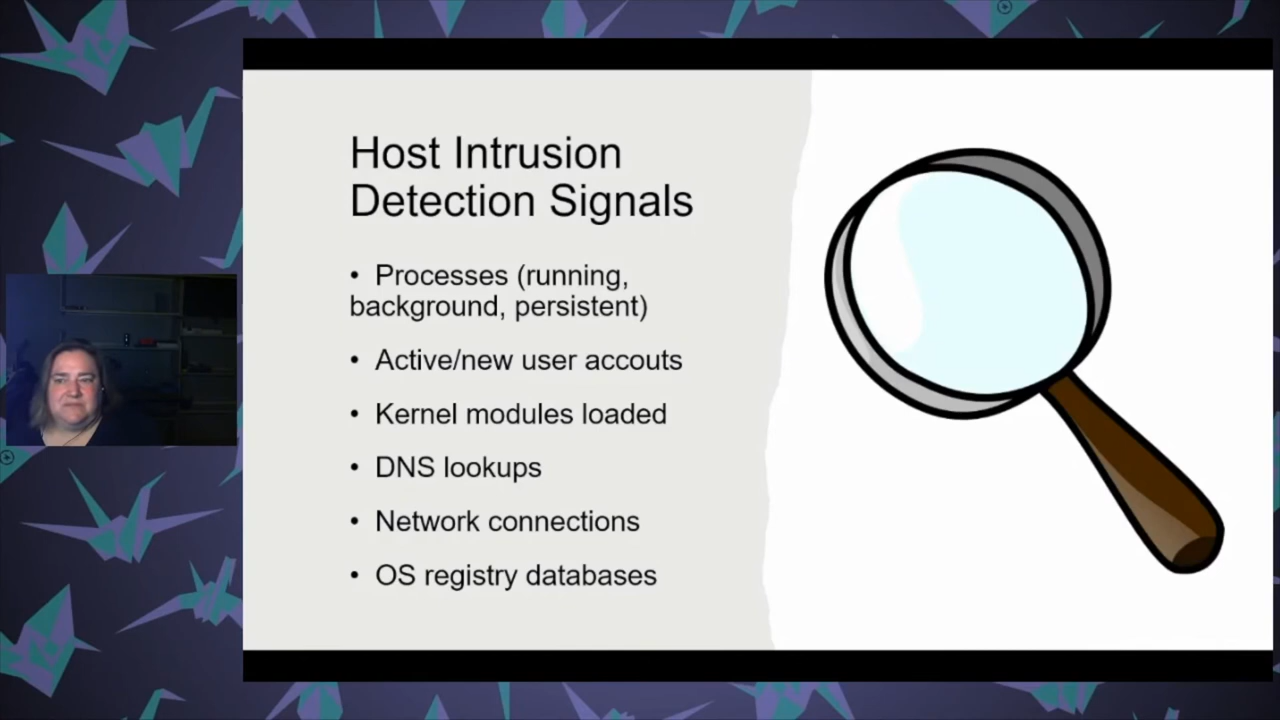 Host Intrusion
Detection Signals
• Processes (running,
background, persistent)
• Active/new user accouts
• Kernel modules loaded
• DNS lookups
• Network connections
• OS registry databases